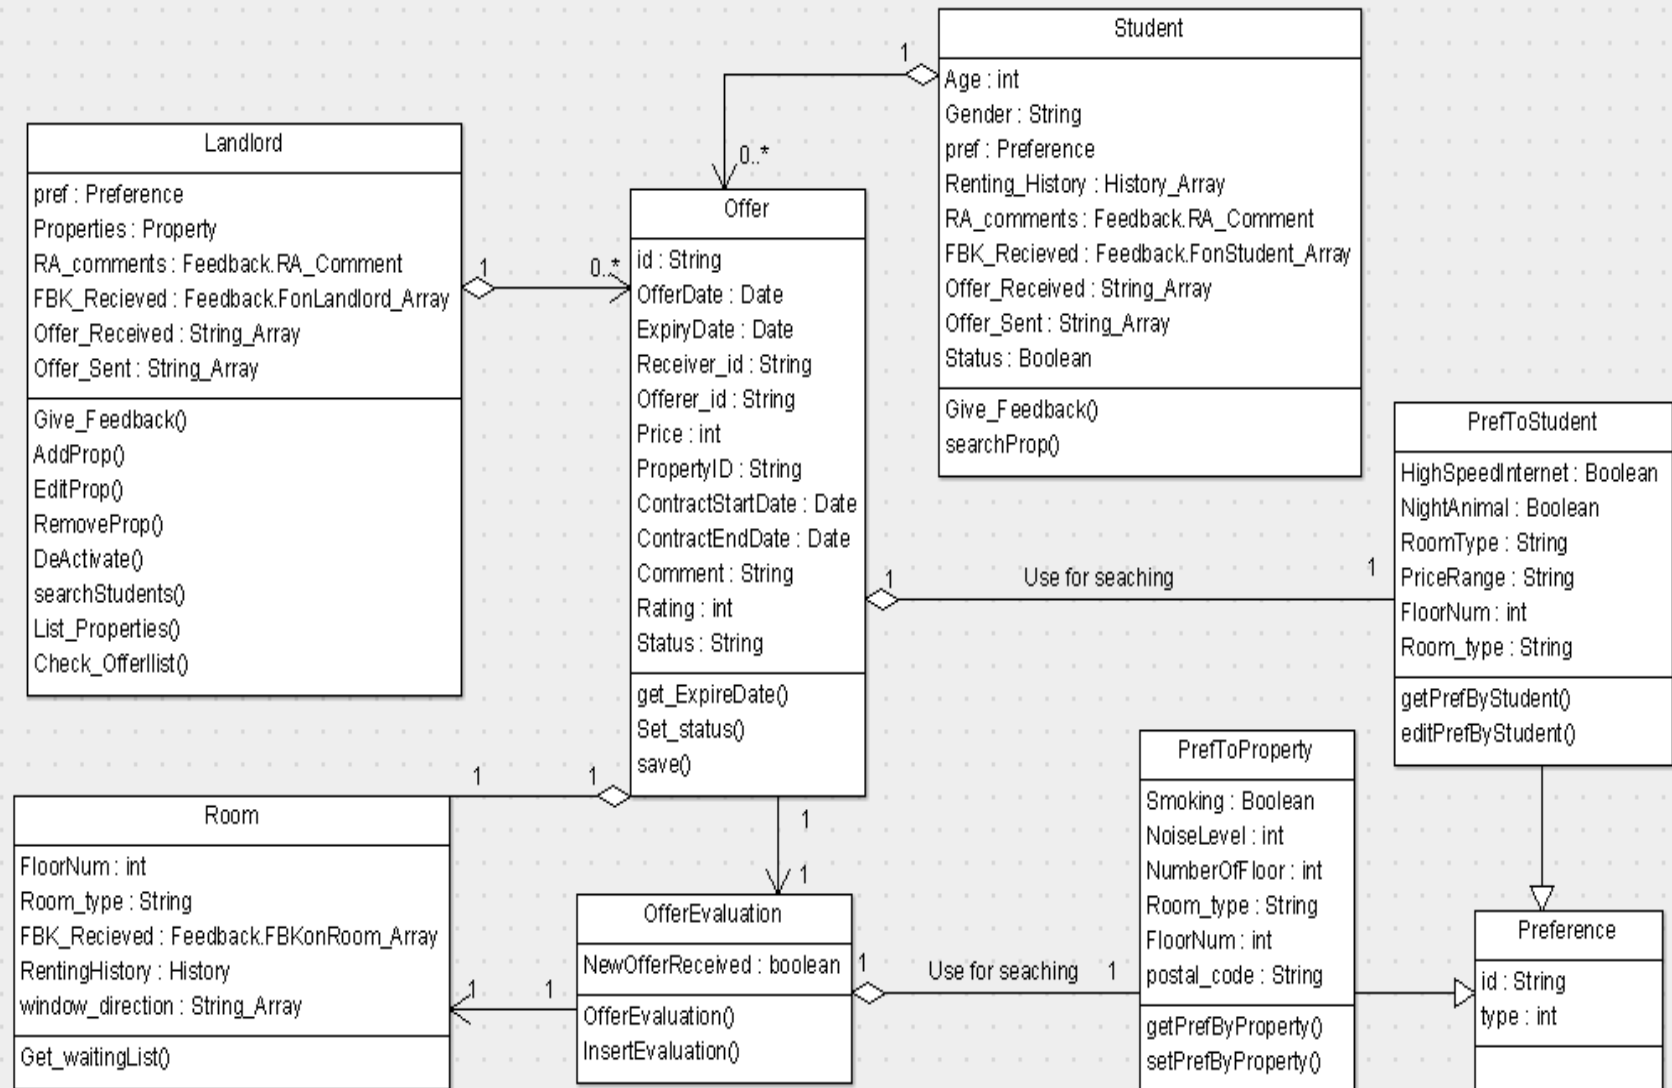 Student
Age : int
Gender : String
pref : Preference
Renting_History : History_Array
RA_comments : Feedback.RA_Comment
FBK_Recieved : Feedback.FonStudent_Array
Offer_Received : String_Array
Offer_Sent : String_Array
Status : Boolean
Give_Feedback()
searchProp()
1
0..*
Landlord
pref : Preference
Properties : Property
RA_comments : Feedback.RA_Comment
FBK_Recieved : Feedback.FonLandlord_Array
Offer_Received : String_Array
Offer_Sent : String_Array
Give_Feedback()
AddProp()
EditProp()
RemoveProp()
DeActivate()
searchStudents()
List_Properties()
Check_Offerllist()
1
0..*
Offer
id : String
OfferDate : Date
ExpiryDate : Date
Receiver_id : String
Offerer_id : String
Price : int
PropertyID : String
ContractStartDate : Date
ContractEndDate : Date
Comment : String
Rating : int
Status : String
get_ExpireDate()
Set_status()
save()
1
Use for seaching
1
PrefToStudent
HighSpeedInternet : Boolean
NightAnimal : Boolean
RoomType : String
PriceRange : String
FloorNum : int
Room_type : String
getPrefByStudent()
editPrefByStudent()
1
1
Room
FloorNum : int
Room_type : String
FBK_Recieved : Feedback.FBKonRoom_Array
RentingHistory : History
window_direction : String_Array
Get_waitingList()
1
1
1
1
OfferEvaluation
NewOfferReceived : boolean
OfferEvaluation()
InsertEvaluation()
1
Use for seaching
1
PrefToProperty
Smoking : Boolean
NoiseLevel : int
NumberOfFloor : int
Room_type : String
FloorNum : int
postal_code : String
getPrefByProperty()
setPrefByProperty()
Preference
id : String
type : int